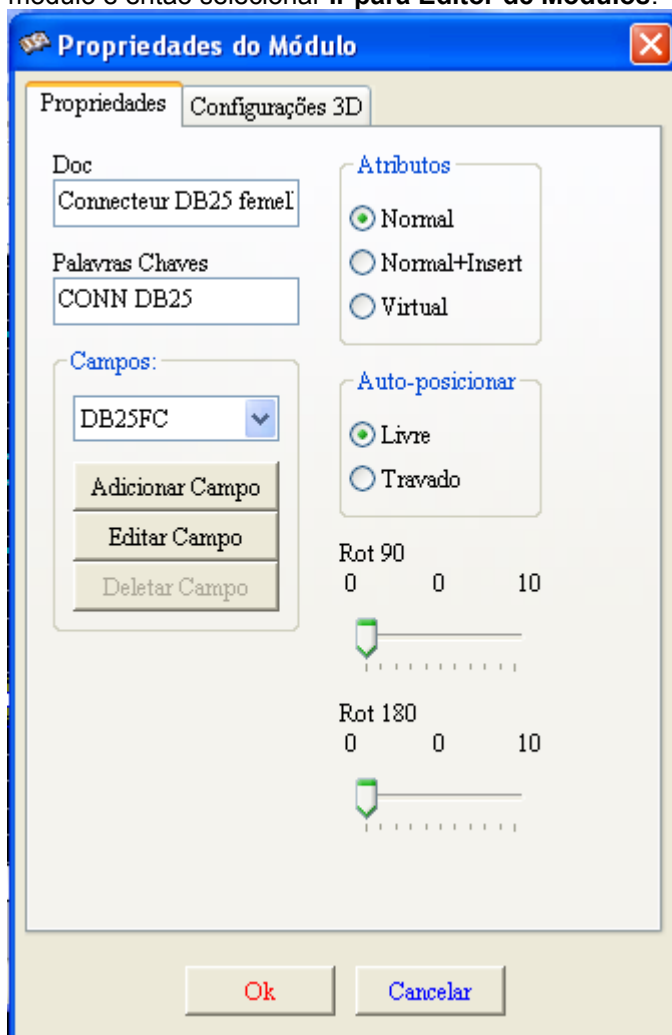 módulo e então selecionar Ir para Editor de Módulos.
Propriedades do Módulo
Propriedades
Configurações 3D
Doc
Connecteur DB25 femel
Palavras Chaves
CONN DB25
Campos:
DB25FC
Adicionar Campo
Editar Campo
Deletar Campo
Atributos
Normal
Normal+Insert
Virtual
Auto-posicionar
Livre
Travado
Rot 90
0 0 10
Rot 180
0 0 10
Ok
Cancelar